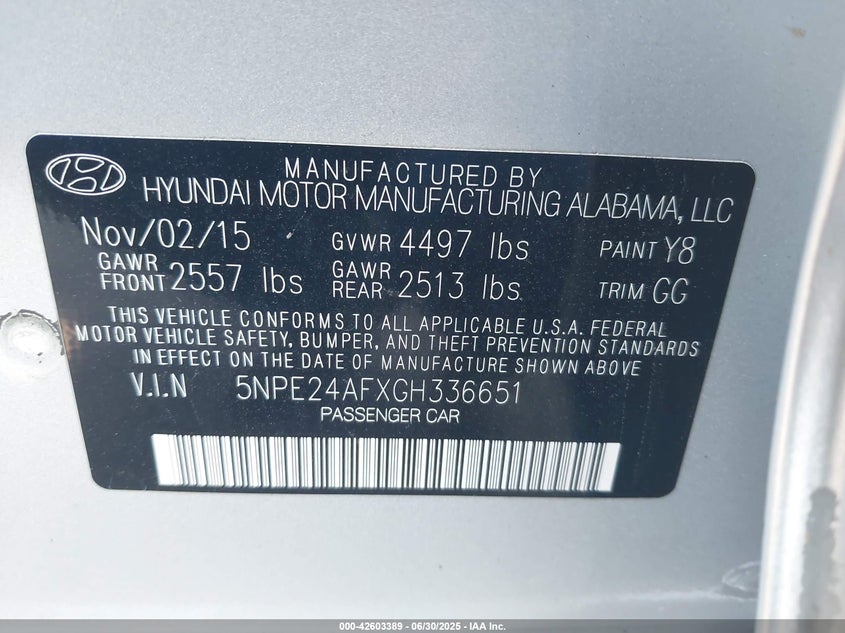 MANUFACTURED BY
HYUNDAI MOTOR MANUFACTURING ALABAMA, LLC
Nov/02/15 GVWR 4497 lbs PAINT Y8
GAWR FRONT 2557 lbs GAWR REAR 2513 lbs TRIM GG
THIS VEHICLE CONFORMS TO ALL APPLICABLE U.S.A. FEDERAL
MOTOR VEHICLE SAFETY, BUMPER, AND THEFT PREVENTION STANDARDS
IN EFFECT ON THE DATE OF MANUFACTURE SHOWN ABOVE
V.I.N 5NPE24AFXGH336651
PASSENGER CAR
000-42603389 - 06/30/2025 - IAA Inc.